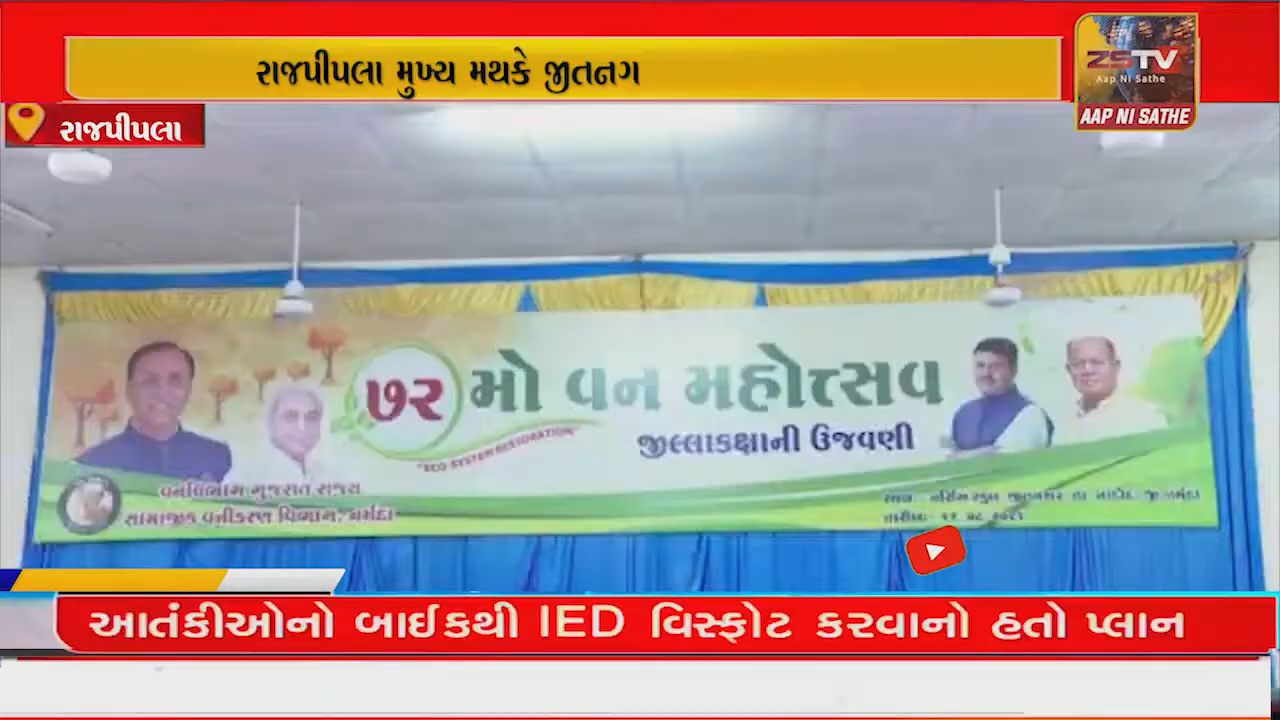 રાજપીપલા મુખ્ય મથકે જીતનગ
ZSTV
Aap Ni Sathe
AAP NI SATHE
રાજપીપલા
૭૨ મો વન મહોત્સવ
"ECO SYSTEM RESTORATION"
જીલ્લાકક્ષાની ઉજવણી
વનવિભાગ ગુજરાત રાજ્ય
સામાજીક વનીકરણ વિભાગ, નર્મદા
આતંકીઓનો બાઈકથી IED વિસ્ફોટ કરવાનો હતો પ્લાન